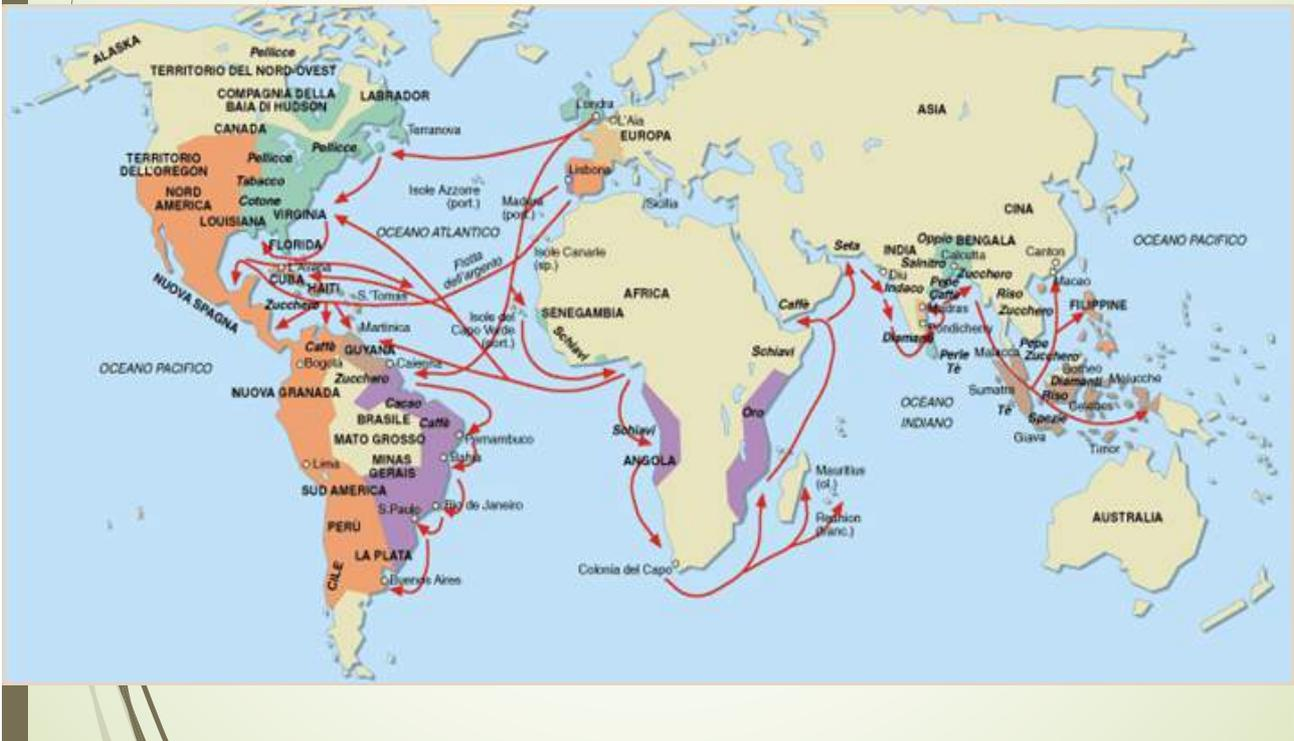 ALASKA
Pellicce
TERRITORIO DEL NORD-OVEST
COMPAGNIA DELLA
BAIA DI HUDSON
LABRADOR
CANADA
Terranova
Pellicce
TERRITORIO
DELL'OREGON
Pellicce
Tabacco
NORD
AMERICA
Cotone
LOUISIANA
VIRGINIA
FLORIDA
L'Avana
CUBA
HAITI
S. Tomas
NUOVA SPAGNA
Zucchero
Martinica
Caffè
GUYANA
Bogotà
Caienna
Zucchero
NUOVA GRANADA
Cacao
BRASILE
Caffè
MATO GROSSO
Pernambuco
Bahia
MINAS
GERAIS
Lima
SUD AMERICA
S.Paulo
Rio de Janeiro
PERÙ
LA PLATA
CILE
Buenos Aires
OCEANO PACIFICO
OCEANO ATLANTICO
Flotta
dell'argento
Isole Azzorre
(port.)
Madera
(port.)
Isole Canarie
(sp.)
Isole del
Capo Verde
(port.)
Londra
L'Aia
EUROPA
Lisbona
Sicilia
AFRICA
SENEGAMBIA
Schiavi
Caffè
Schiavi
Oro
Schiavi
ANGOLA
Colonia del Capo
Mauritius
(ol.)
Réunion
(franc.)
ASIA
CINA
Seta
INDIA
Oppio
BENGALA
Calcutta
Salnitro
Diu
Indaco
Pepe
Caffè
Zucchero
Madras
Pondicherry
Diamanti
Perle
Tè
Canton
Macao
Riso
Zucchero
FILIPPINE
Malacca
Pepe
Zucchero
Borneo
Diamanti
Molucche
Sumatra
Riso
Celebes
Tè
Spezie
Giava
Timor
OCEANO
INDIANO
OCEANO PACIFICO
AUSTRALIA